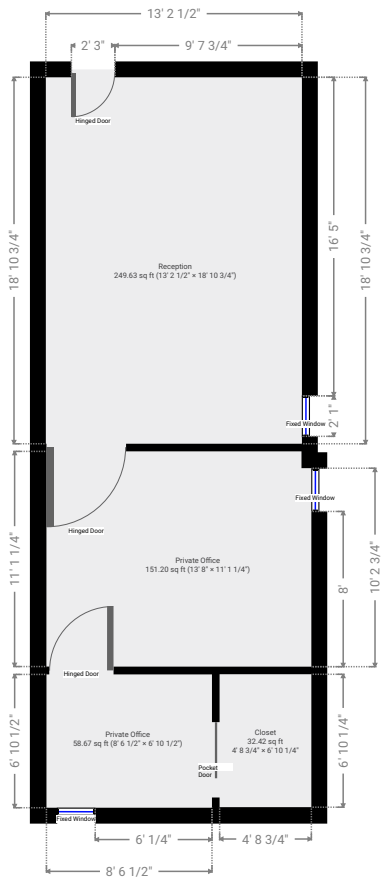 13' 2 1/2"
2' 3"
9' 7 3/4"
Hinged Door
18' 10 3/4"
16' 5"
18' 10 3/4"
Reception
249.63 sq ft (13' 2 1/2" × 18' 10 3/4")
2' 1"
Fixed Window
Fixed Window
Hinged Door
11' 1 1/4"
Private Office
151.20 sq ft (13' 8" × 11' 1 1/4")
8'
10' 2 3/4"
Hinged Door
6' 10 1/2"
Private Office
58.67 sq ft (8' 6 1/2" × 6' 10 1/2")
Closet
32.42 sq ft
4' 8 3/4" × 6' 10 1/4"
6' 10 1/4"
Pocket
Door
Fixed Window
6' 1/4"
4' 8 3/4"
8' 6 1/2"